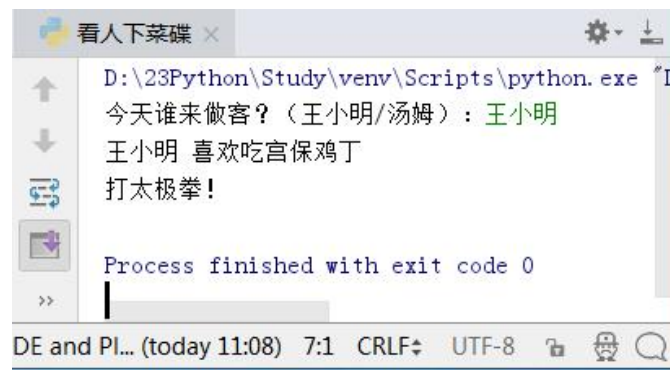 看人下菜碟
D:\23Python\Study\venv\Scripts\python.exe "D
今天谁来做客？（王小明/汤姆）：王小明
王小明 喜欢吃宫保鸡丁
打太极拳！
Process finished with exit code 0
DE and Pl... (today 11:08) 7:1 CRLF UTF-8